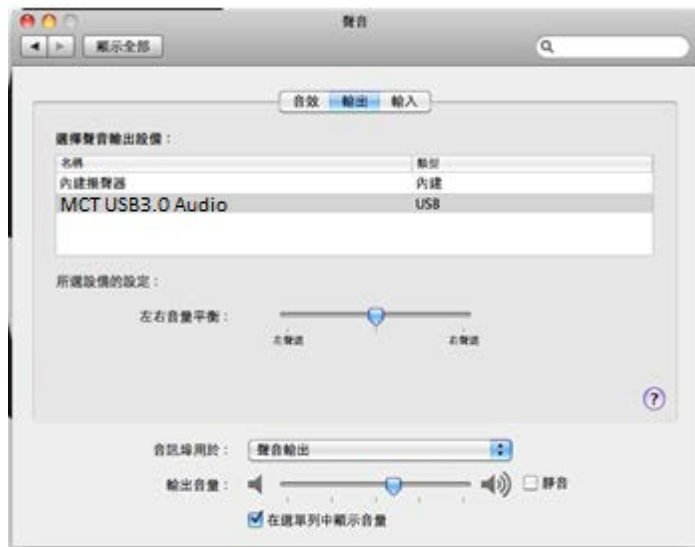 聲音
顯示全部
音效 輸出 輸入
選擇聲音輸出設備：
名稱 類型
內建揚聲器 內建
MCT USB3.0 Audio USB
所選設備的設定：
左右音量平衡：
左聲道 右聲道
?
音訊埠用於： 聲音輸出
輸出音量： 靜音
在選單列中顯示音量